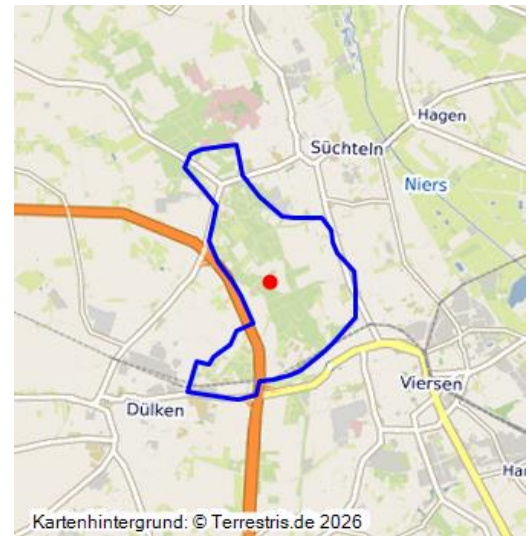 Hagen
Süchteln
Niers
Viersen
Dülken
Ha
Kartenhintergrund: © Terrestris.de 2026